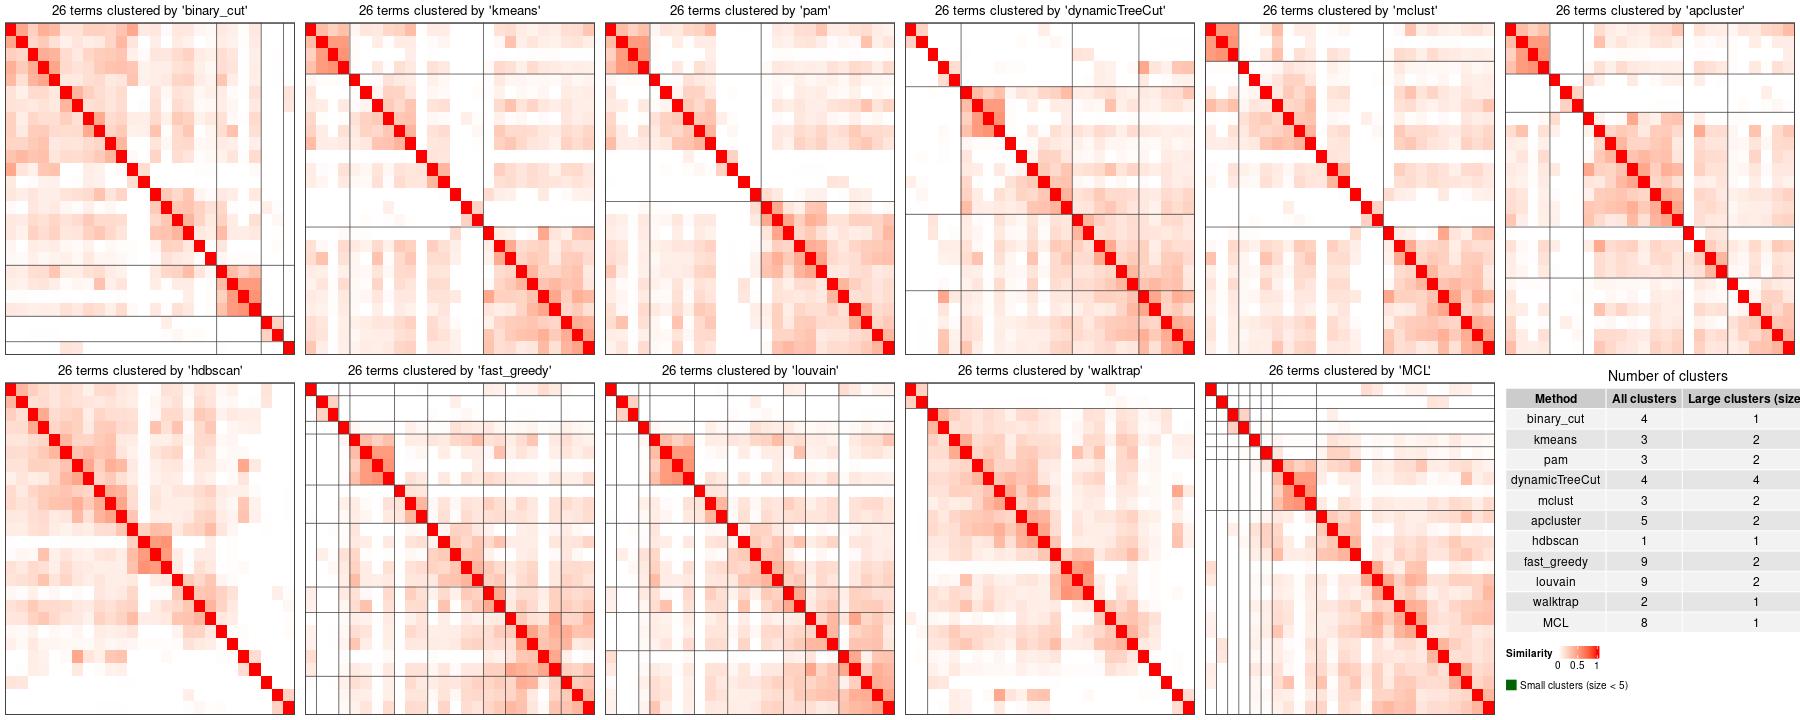 26 terms clustered by 'binary_cut'
26 terms clustered by 'kmeans'
26 terms clustered by 'pam'
26 terms clustered by 'dynamicTreeCut'
26 terms clustered by 'mclust'
26 terms clustered by 'apcluster'
26 terms clustered by 'hdbscan'
26 terms clustered by 'fast_greedy'
26 terms clustered by 'louvain'
26 terms clustered by 'walktrap'
26 terms clustered by 'MCL'
Number of clusters
Method All clusters Large clusters (size
binary_cut 4 1
kmeans 3 2
pam 3 2
dynamicTreeCut 4 4
mclust 3 2
apcluster 5 2
hdbscan 1 1
fast_greedy 9 2
louvain 9 2
walktrap 2 1
MCL 8 1
Similarity
0 0.5 1
Small clusters (size < 5)